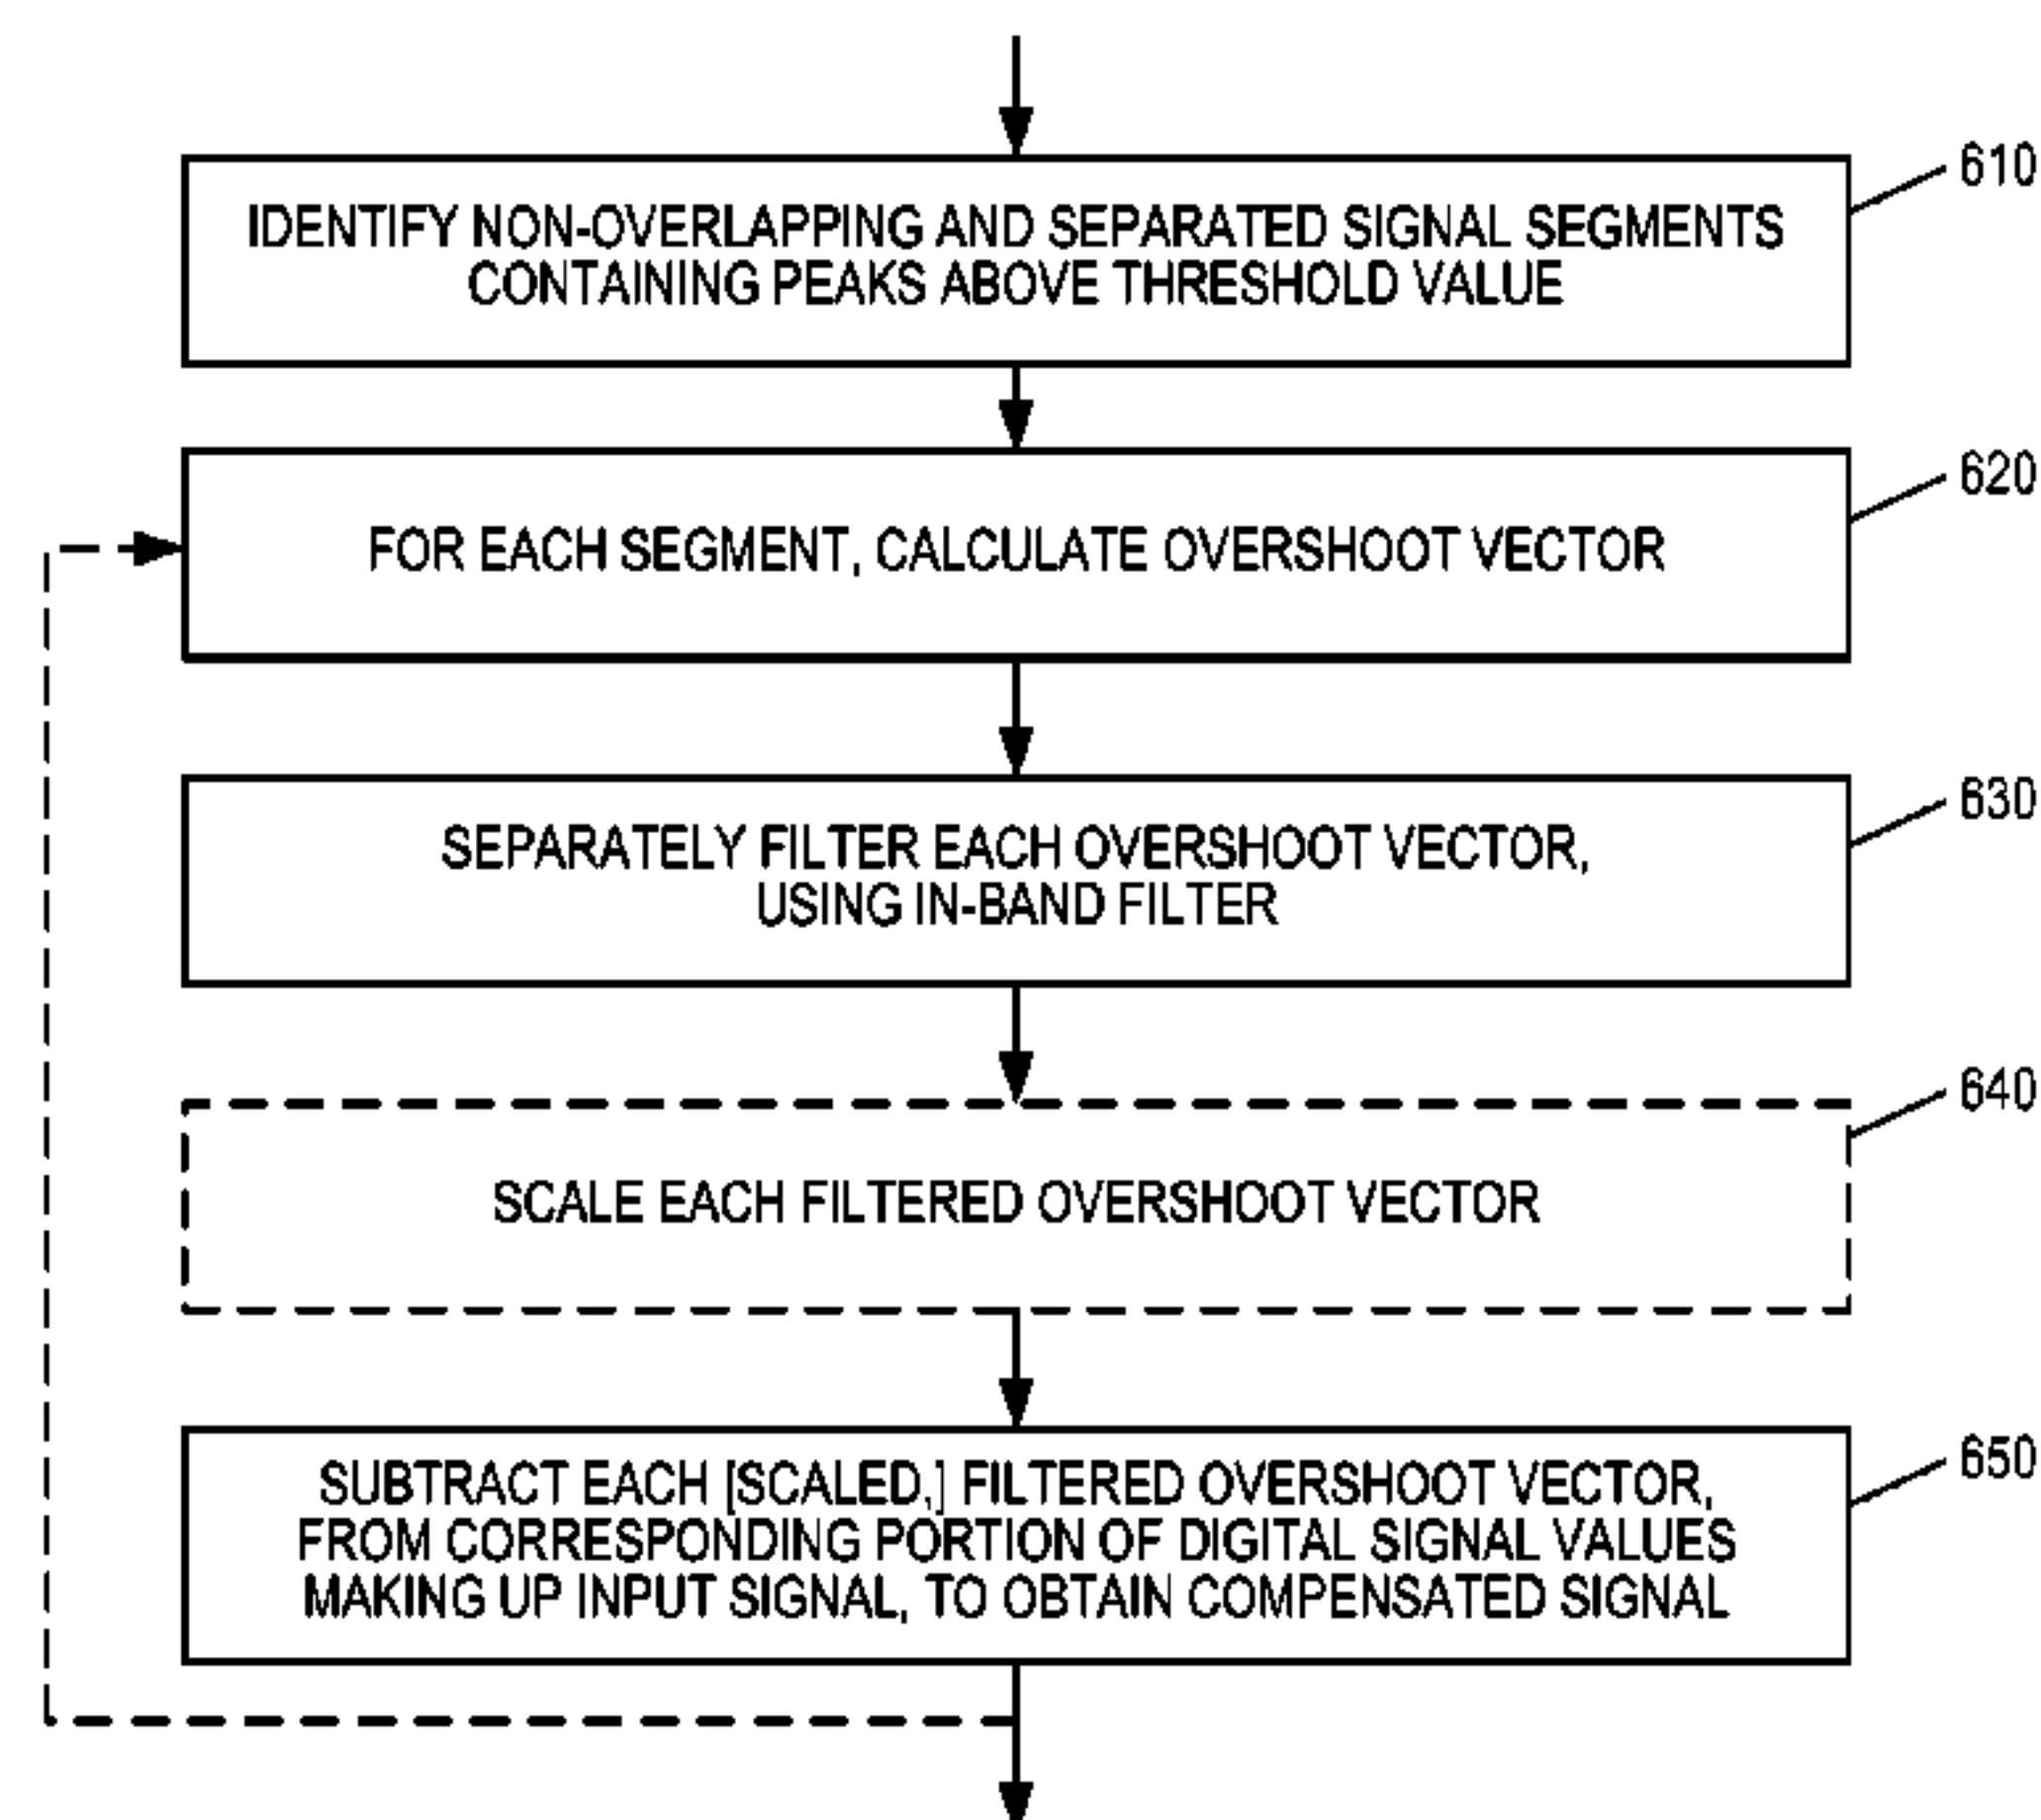 610
IDENTIFY NON-OVERLAPPING AND SEPARATED SIGNAL SEGMENTS
CONTAINING PEAKS ABOVE THRESHOLD VALUE
620
FOR EACH SEGMENT, CALCULATE OVERSHOOT VECTOR
630
SEPARATELY FILTER EACH OVERSHOOT VECTOR,
USING IN-BAND FILTER
640
SCALE EACH FILTERED OVERSHOOT VECTOR
650
SUBTRACT EACH [SCALED,] FILTERED OVERSHOOT VECTOR,
FROM CORRESPONDING PORTION OF DIGITAL SIGNAL VALUES
MAKING UP INPUT SIGNAL, TO OBTAIN COMPENSATED SIGNAL